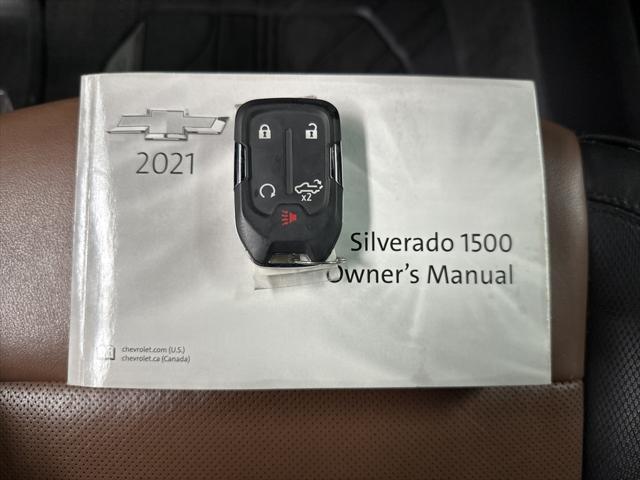 2021
x2
Silverado 1500
Owner's Manual
chevrolet.com (U.S.)
chevrolet.ca (Canada)